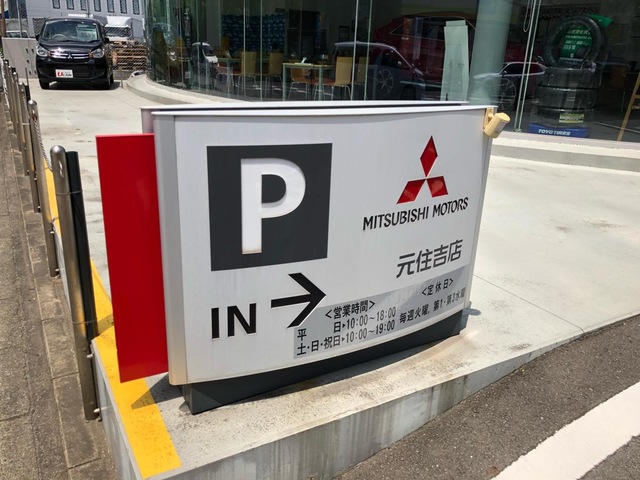 P
IN
MITSUBISHI MOTORS
元住吉店
<営業時間>
平　日・10:00〜18:00
土・日・祝日・10:00〜19:00
<定休日>
毎週火曜、第1・第3水曜
TOYO TIRES